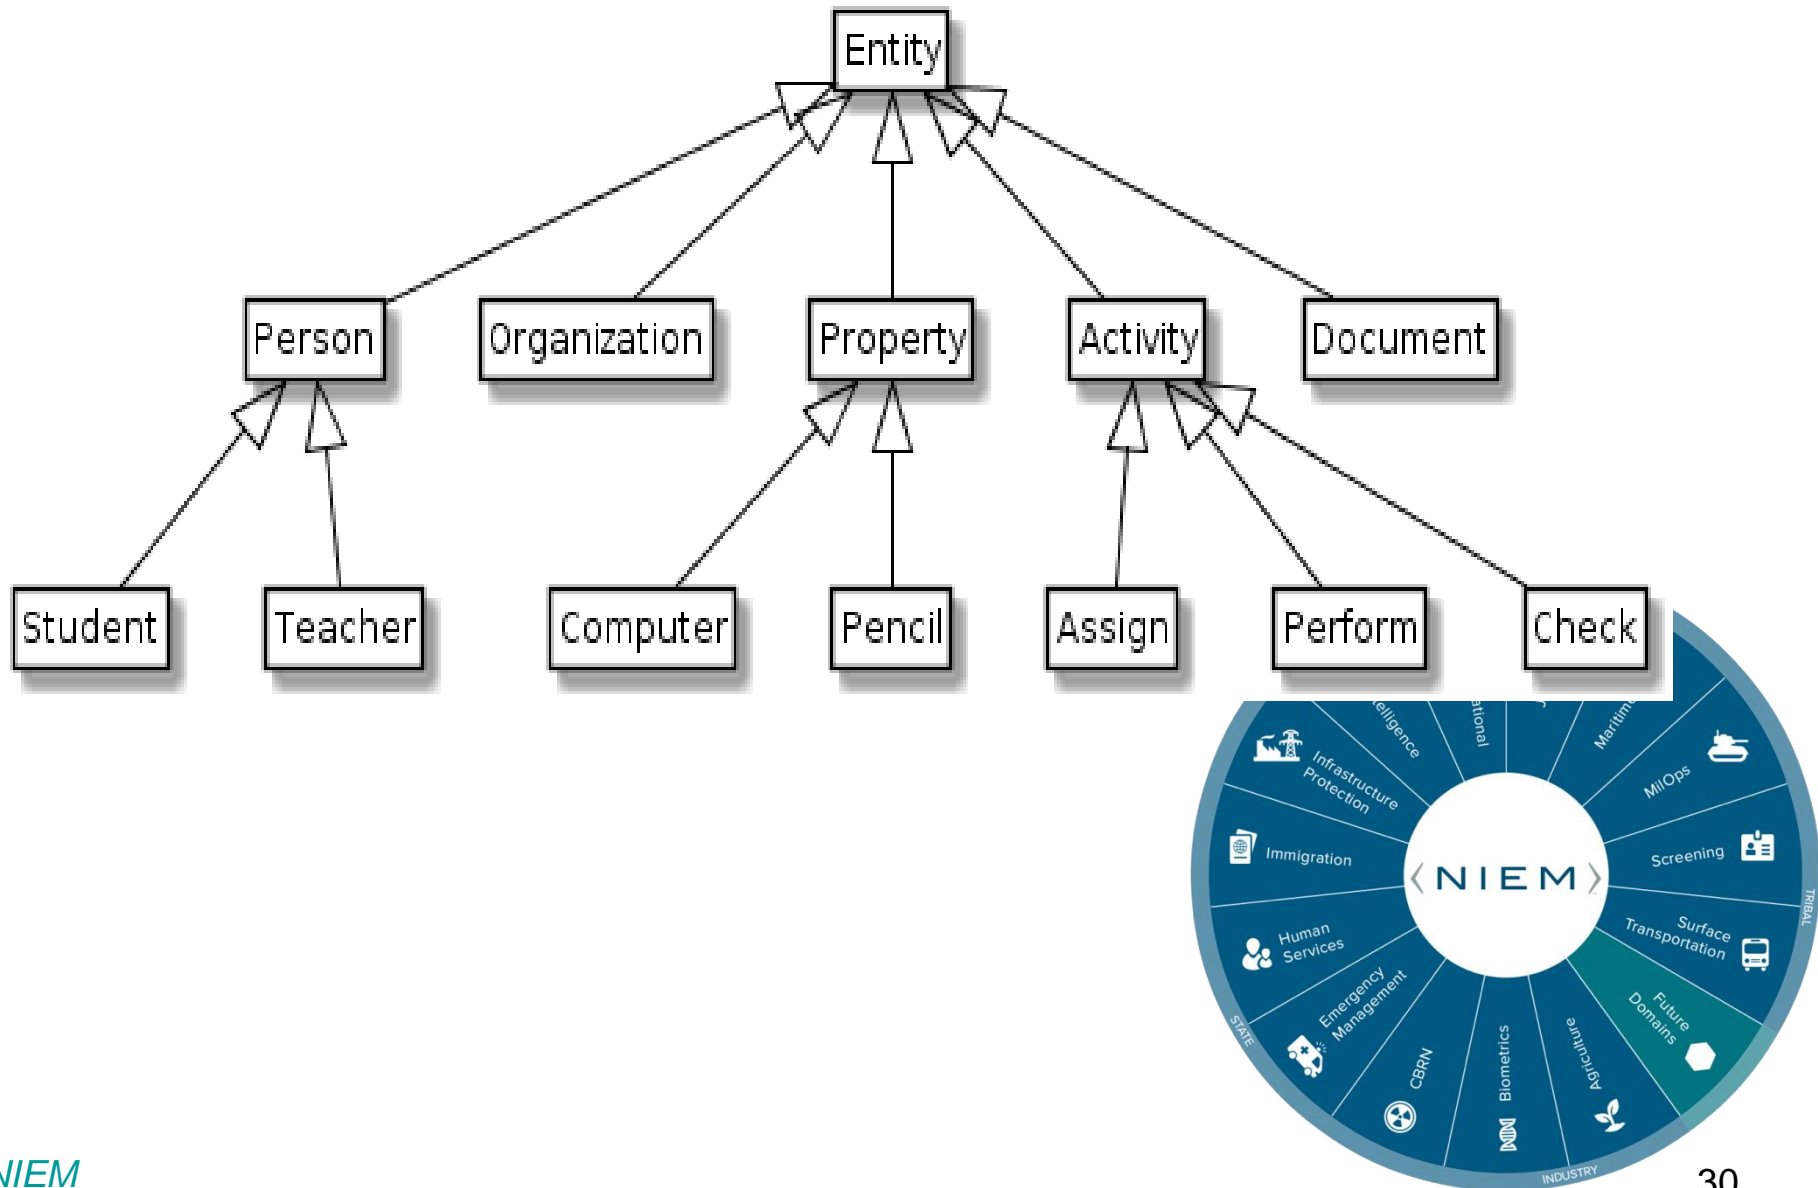 Entity
Person
Organization
Property
Activity
Document
Student
Teacher
Computer
Pencil
Assign
Perform
Check
Maritime
MilOps
Screening
Surface
Transportation
Future
Domains
Agriculture
Biometrics
CBRN
Emergency
Management
Human
Services
Immigration
Infrastructure
Protection
NIEM
TRIBAL
STATE
INDUSTRY
NIEM
30